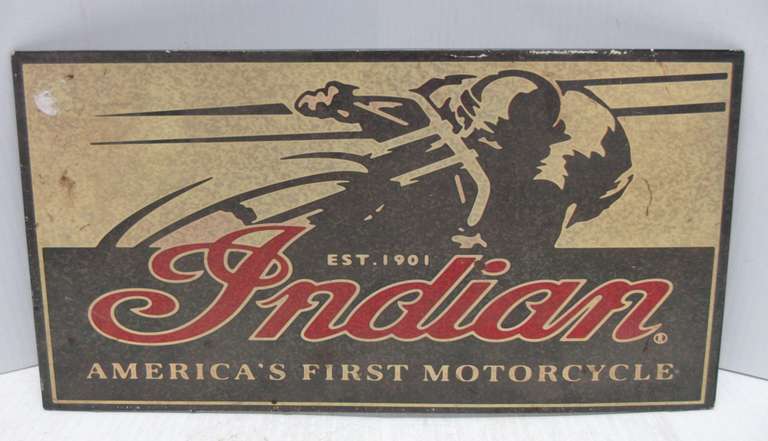 EST. 1901
Indian®
AMERICA'S FIRST MOTORCYCLE